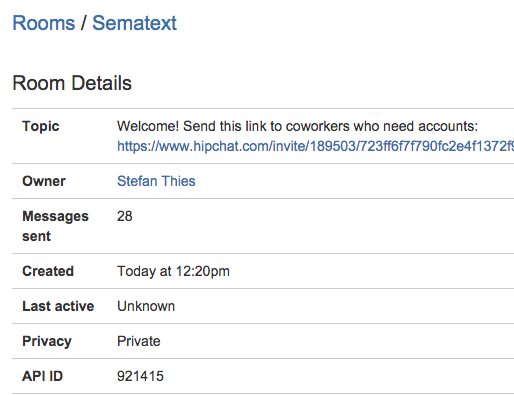 Rooms / Sematext
Room Details
Topic Welcome! Send this link to coworkers who need accounts:
https://www.hipchat.com/invite/189503/723ff6f7f790fc2e4f1372f9
Owner Stefan Thies
Messages sent 28
Created Today at 12:20pm
Last active Unknown
Privacy Private
API ID 921415